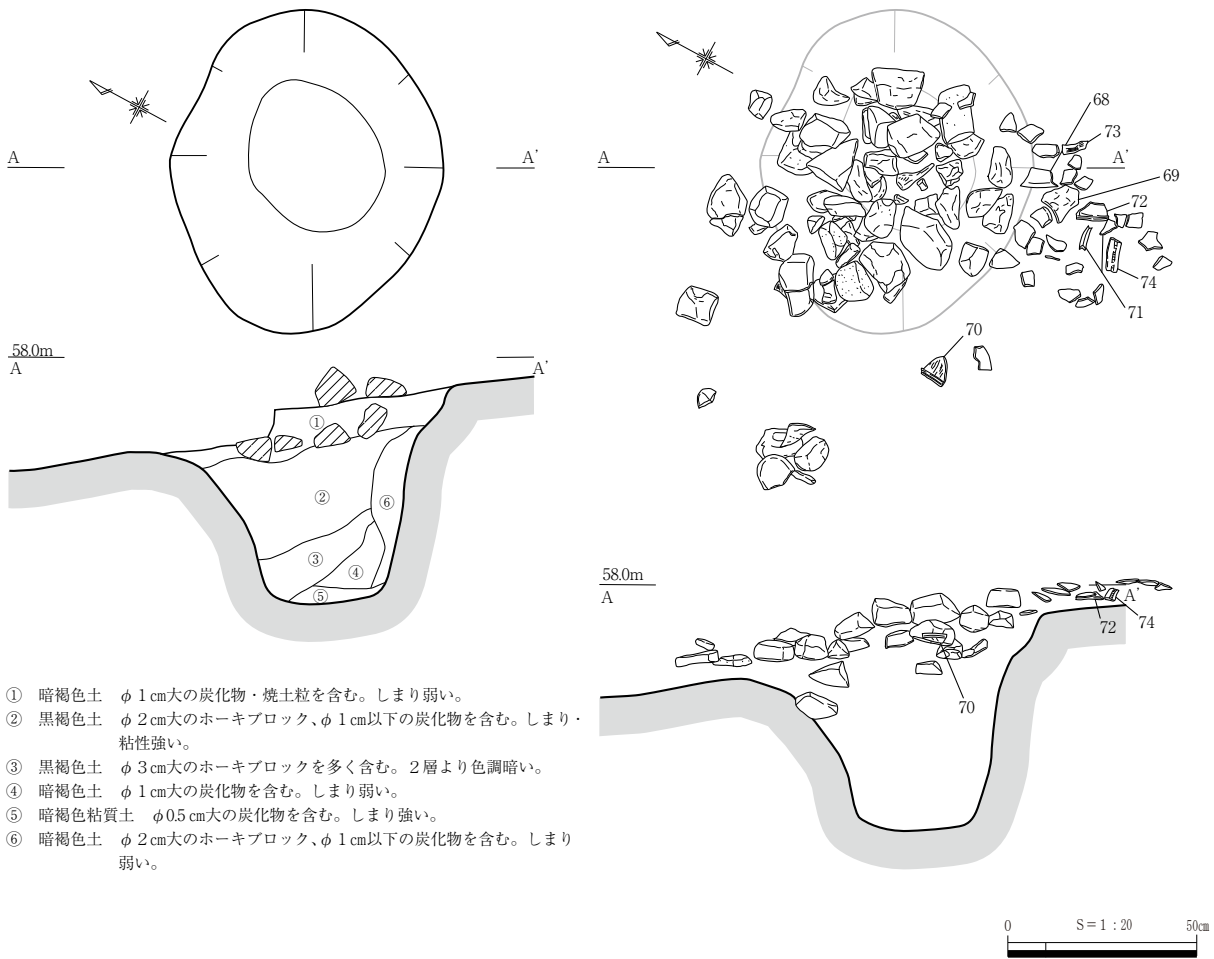 A A'
58.0m
A A'
①
②
③
④
⑤
⑥
① 暗褐色土 φ１㎝大の炭化物・焼土粒を含む。しまり弱い。
② 黒褐色土 φ２㎝大のホーキブロック、φ１㎝以下の炭化物を含む。しまり・
粘性強い。
③ 黒褐色土 φ３㎝大のホーキブロックを多く含む。２層より色調暗い。
④ 暗褐色土 φ１㎝大の炭化物を含む。しまり弱い。
⑤ 暗褐色粘質土 φ0.5㎝大の炭化物を含む。しまり強い。
⑥ 暗褐色土 φ２㎝大のホーキブロック、φ１㎝以下の炭化物を含む。しまり
弱い。
68
73
A A'
69
72
74
71
70
58.0m
A A'
72 74
70
0 S＝1：20 50㎝